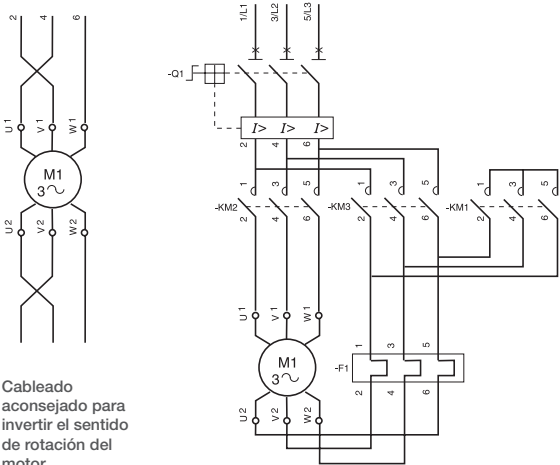 2 4 6
U1 V1 W1
M1
3
U2 V2 W2
Cableado
aconsejado para
invertir el sentido
de rotación del
motor
1/L1 3/L2 5/L3
-Q1
I> I> I>
2 4 6
1 3 5 1 3 5 1 3 5
-KM2 -KM3 -KM1
2 4 6 2 4 6 2 4 6
U1 V1 W1
M1
3
1 3 5
-F1
2 4 6
U2 V2 W2